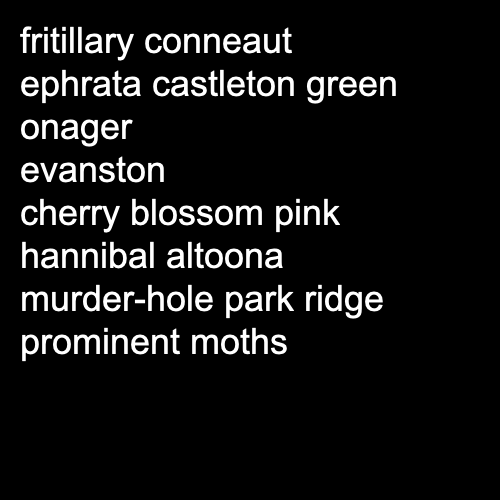 fritillary conneaut
ephrata castleton green
onager
evanston
cherry blossom pink
hannibal altoona
murder-hole park ridge
prominent moths